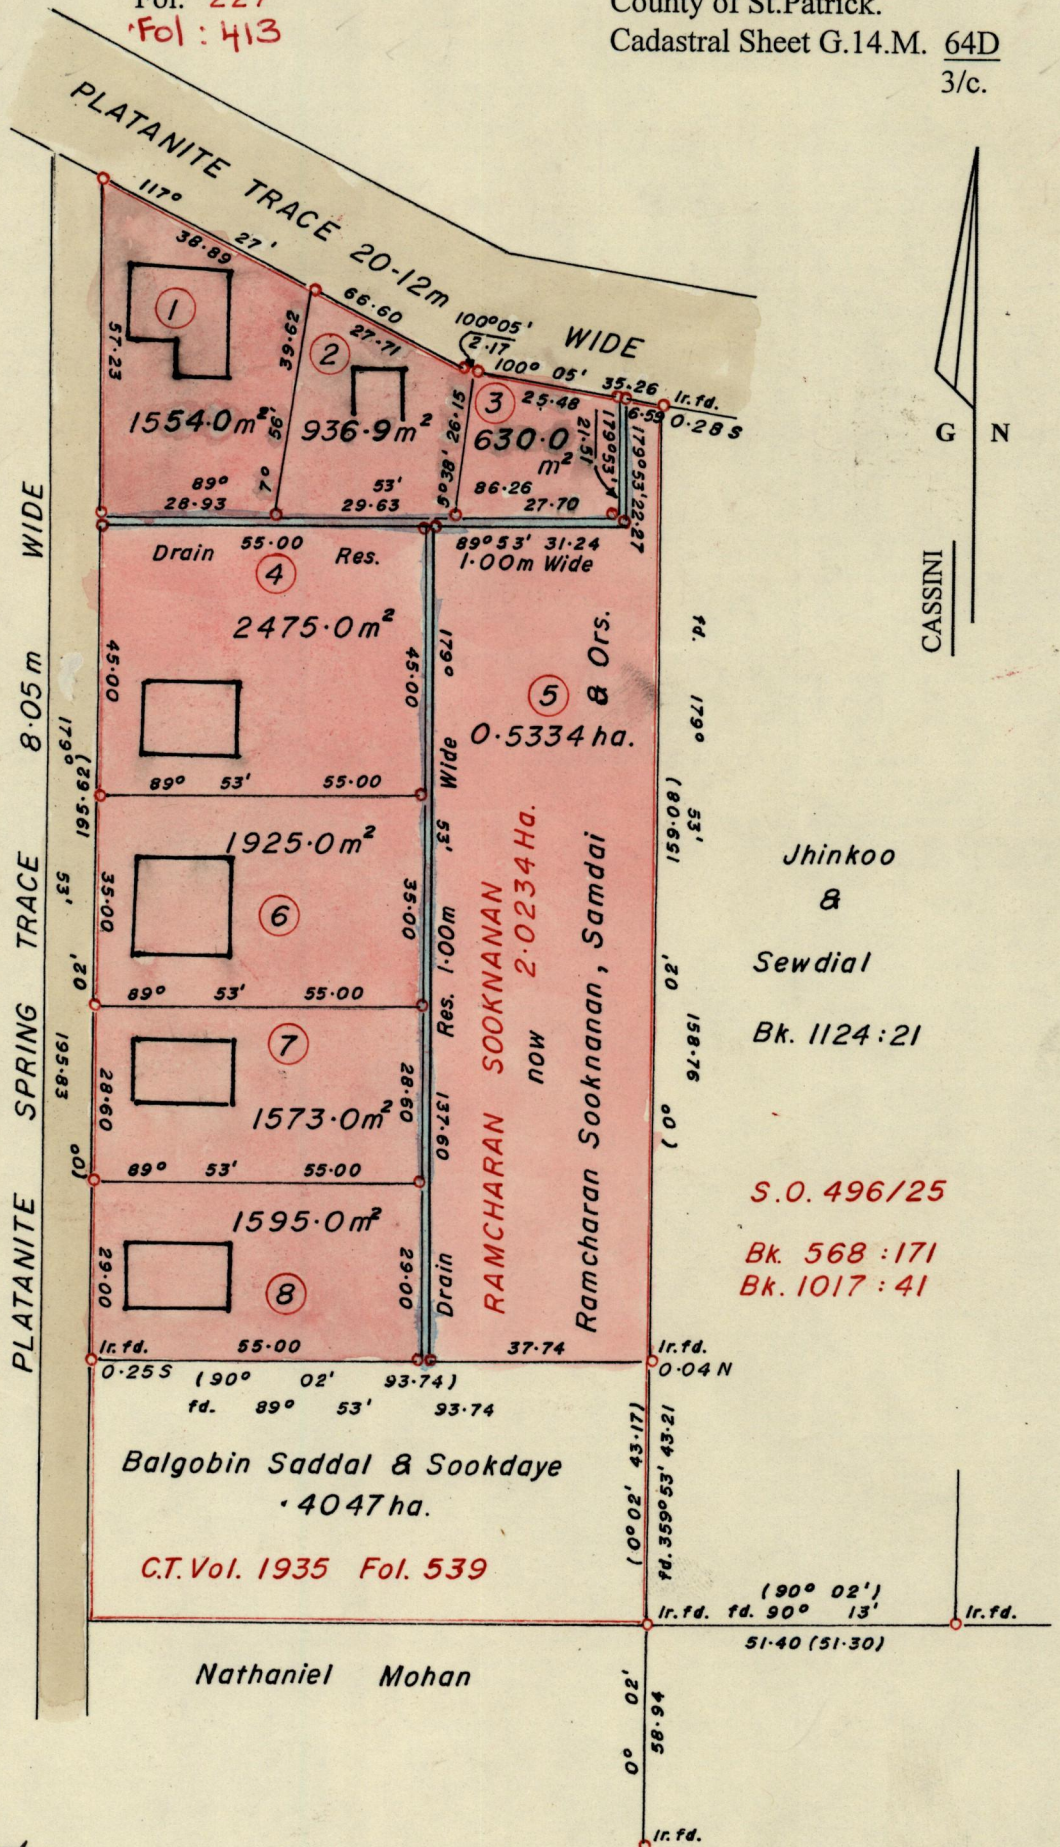 Fol. 227
Fol : 413
County of St.Patrick.
Cadastral Sheet G.14.M. 64D
3/c.
PLATANITE TRACE 20-12m WIDE
117° 27'
38·89
66·60
27·71
100°05'
2·17
100° 05' 35·26
25·48
6·59
Ir. fd.
0·28 S
G N
CASSINI
1
57·23
1554·0m²
39·62
7° 56'
2
936·9m²
5°38' 26·15
3
630·0
m²
21·51
179°53'
179°53' 22·27
89° 53' 86·26
28·93
29·63
27·70
Drain 55·00 Res.
89°53' 31·24
1·00m Wide
4
2475·0m²
45·00
45·00
89° 53' 55·00
1925·0m²
35·00
35·00
6
89° 53' 55·00
7
28·60
28·60
1573·0m²
89° 53' 55·00
1595·0m²
29·00
29·00
8
Ir. fd.
0·25 S
55·00
37·74
Ir. fd.
0·04 N
(90° 02' 93·74)
fd. 89° 53' 93·74
179° 53' 137·60
Drain Res. 1·00m Wide
5
0·5334 ha.
RAMCHARAN SOOKNANAN
2·0234 Ha.
now
Ramcharan Sooknanan, Samdai & Ors.
fd. 179° 53' 158·76
(159·08) 02' 0°)
PLATANITE SPRING TRACE 8·05 m WIDE
179° 53' 195·83
(195·62) 20' 0°)
Jhinkoo
&
Sewdial
Bk. 1124:21
S.O. 496/25
Bk. 568 :171
Bk. 1017 :41
Balgobin Saddal & Sookdaye
·4047 ha.
C.T. Vol. 1935 Fol. 539
(0°02' 43·17)
fd. 359°53' 43·21
(90° 02')
Ir. fd. fd. 90° 13' Ir. fd.
51·40 (51·30)
Nathaniel Mohan
0° 02'
58·94
Ir. fd.